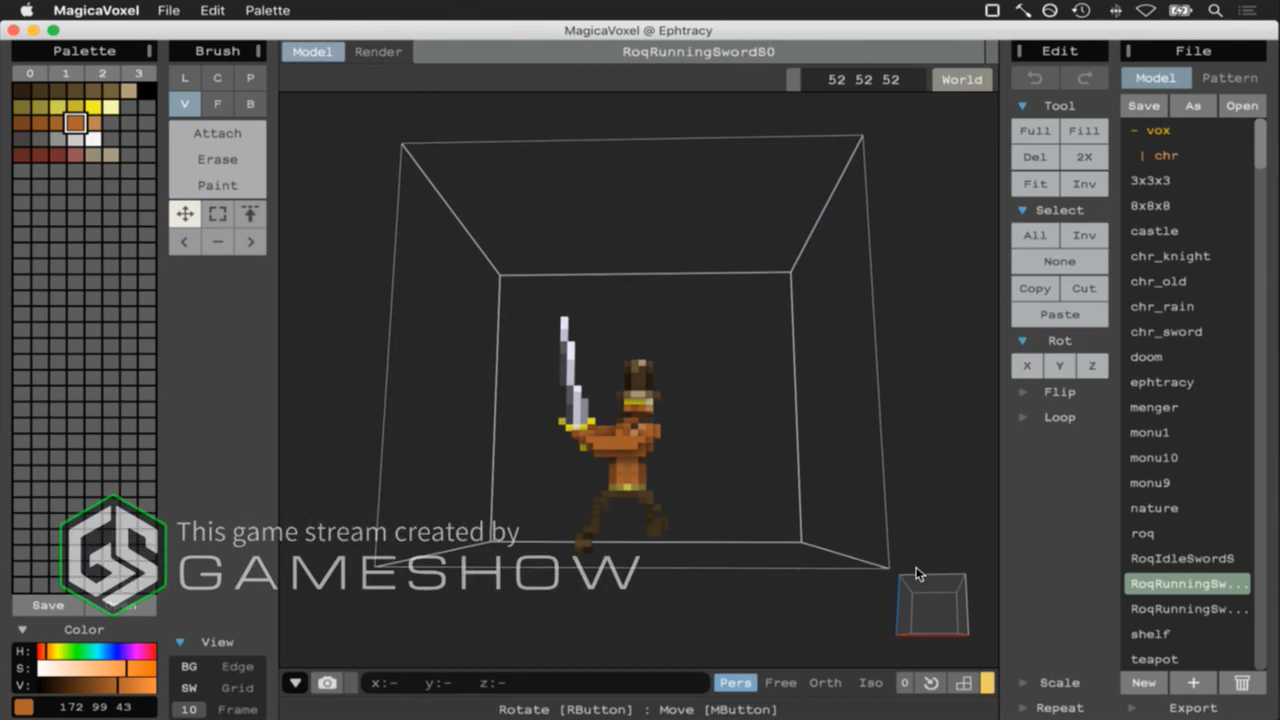 MagicaVoxel File Edit Palette
MagicaVoxel @ Ephtracy
Palette
0 1 2 3
Save
Color
H:
S:
V:
172 99 43
Brush
L C P
V F B
Attach
Erase
Paint
< − >
View
BG Edge
SW Grid
10 Frame
Model Render RoqRunningSwordS0
52 52 52 World
This game stream created by
GAMESHOW
x:- y:- z:- Pers Free Orth Iso 0
Rotate [RButton] : Move [MButton]
Edit
Tool
Full Fill
Del 2X
Fit Inv
Select
All Inv
None
Copy Cut
Paste
Rot
X Y Z
Flip
Loop
Scale
Repeat
File
Model Pattern
Save As Open
− vox
| chr
3x3x3
8x8x8
castle
chr_knight
chr_old
chr_rain
chr_sword
doom
ephtracy
menger
monu1
monu10
monu9
nature
roq
RoqIdleSwordS
RoqRunningSw...
RoqRunningSw...
shelf
teapot
New +
Export